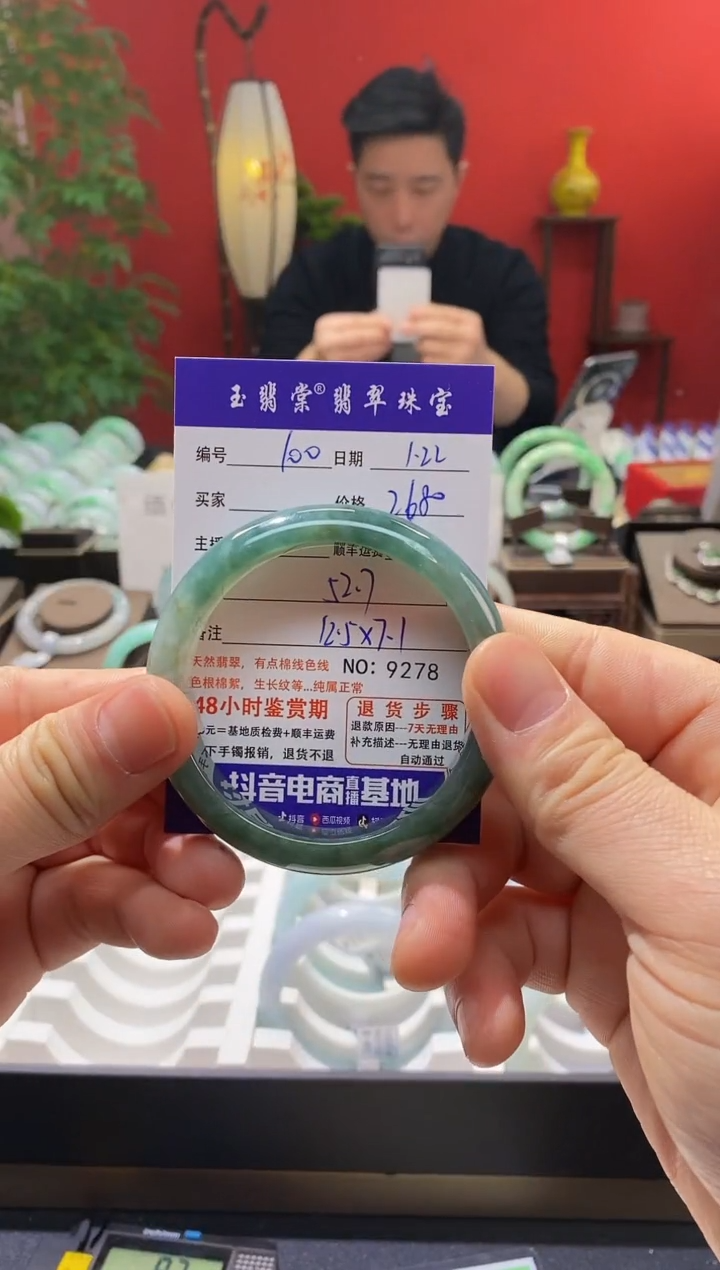 玉翡棠®翡翠珠宝
编号 100 日期 1.22
买家 价格 2680
顺丰运费
52.7
备注 12.5×7.1
天然翡翠，有点棉线色线 NO: 9278
色根棉絮，生长纹等...纯属正常
48小时鉴赏期
元=基地质检费+顺丰运费
下手镯报销，退货不退
退货步骤
退款原因---7天无理由
补充描述---无理由退货
自动通过
抖音电商直播基地
抖音 西瓜视频